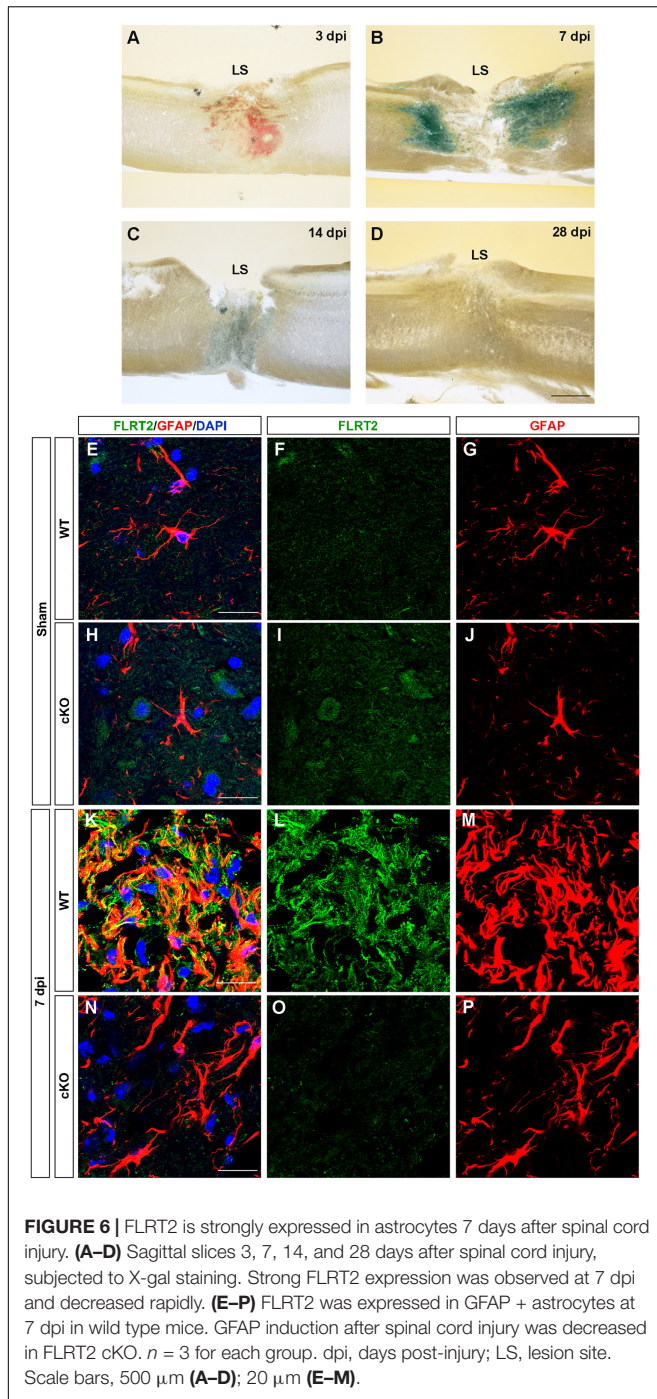 A 3 dpi
LS
B 7 dpi
LS
C 14 dpi
LS
D 28 dpi
LS
FLRT2/GFAP/DAPI
FLRT2
GFAP
Sham
WT
E
F
G
cKO
H
I
J
7 dpi
WT
K
L
M
cKO
N
O
P
FIGURE 6 | FLRT2 is strongly expressed in astrocytes 7 days after spinal cord
injury. (A–D) Sagittal slices 3, 7, 14, and 28 days after spinal cord injury,
subjected to X-gal staining. Strong FLRT2 expression was observed at 7 dpi
and decreased rapidly. (E–P) FLRT2 was expressed in GFAP + astrocytes at
7 dpi in wild type mice. GFAP induction after spinal cord injury was decreased
in FLRT2 cKO. n = 3 for each group. dpi, days post-injury; LS, lesion site.
Scale bars, 500 μm (A–D); 20 μm (E–M).